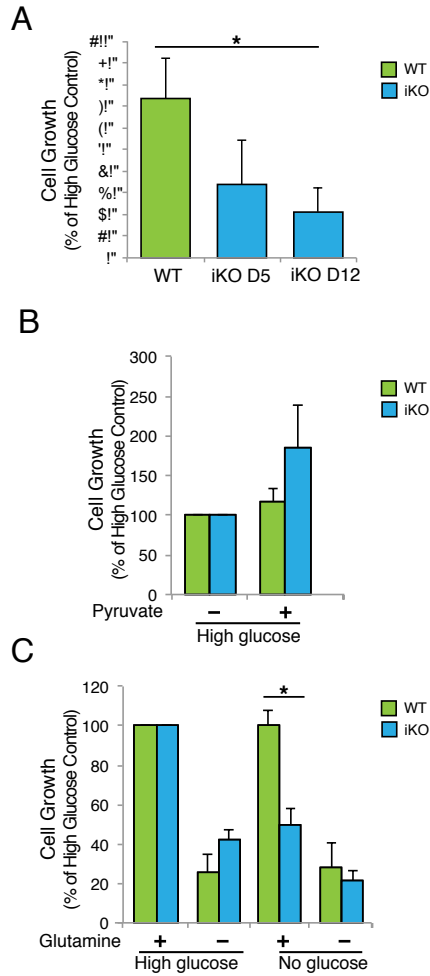 A
Cell Growth
(% of High Glucose Control)
#!!"
+!"
*!"
)!"
(!"
'!"
&!"
%!"
$!"
#!"
!"
*
WT
iKO D5
iKO D12
WT
iKO
B
Cell Growth
(% of High Glucose Control)
300
250
200
150
100
50
0
WT
iKO
Pyruvate − +
High glucose
C
Cell Growth
(% of High Glucose Control)
120
100
80
60
40
20
0
*
WT
iKO
Glutamine + − + −
High glucose No glucose